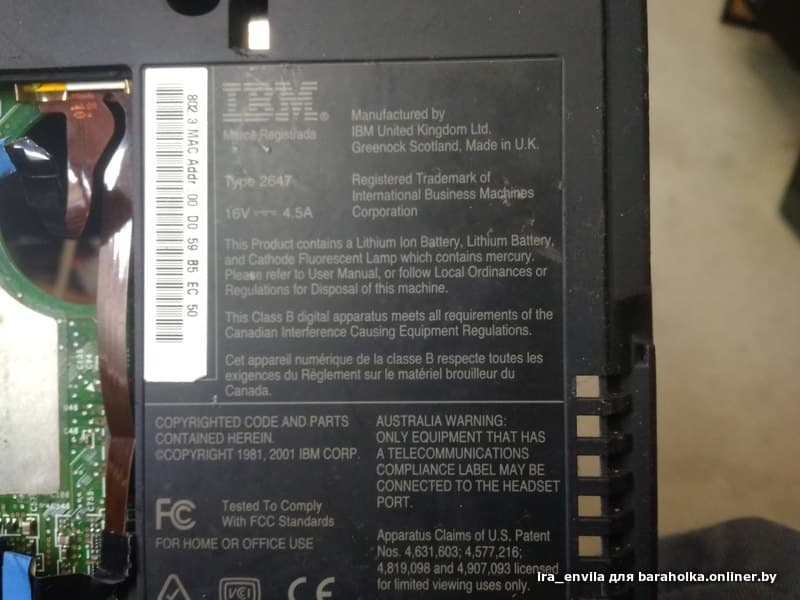 802 3 MAC Addr 00 D0 59 B5 EC 50
IBM®
Marca Registrada
Type 2647
16V 4.5A
Manufactured by
IBM United Kingdom Ltd.
Greenock Scotland, Made in U.K.
Registered Trademark of
International Business Machines
Corporation
This Product contains a Lithium Ion Battery, Lithium Battery,
and Cathode Fluorescent Lamp which contains mercury.
Please refer to User Manual, or follow Local Ordinances or
Regulations for Disposal of this machine.
This Class B digital apparatus meets all requirements of the
Canadian Interference Causing Equipment Regulations.
Cet appareil numérique de la classe B respecte toutes les
exigences du Règlement sur le matériel brouilleur du
Canada.
COPYRIGHTED CODE AND PARTS
CONTAINED HEREIN.
©COPYRIGHT 1981, 2001 IBM CORP.
FC
Tested To Comply
With FCC Standards
FOR HOME OR OFFICE USE
AUSTRALIA WARNING:
ONLY EQUIPMENT THAT HAS
A TELECOMMUNICATIONS
COMPLIANCE LABEL MAY BE
CONNECTED TO THE HEADSET
PORT.
Apparatus Claims of U.S. Patent
Nos. 4,631,603; 4,577,216;
4,819,098 and 4,907,093 licensed
for limited viewing uses only.
VCI
CE
Ira_envila для baraholka.onliner.by